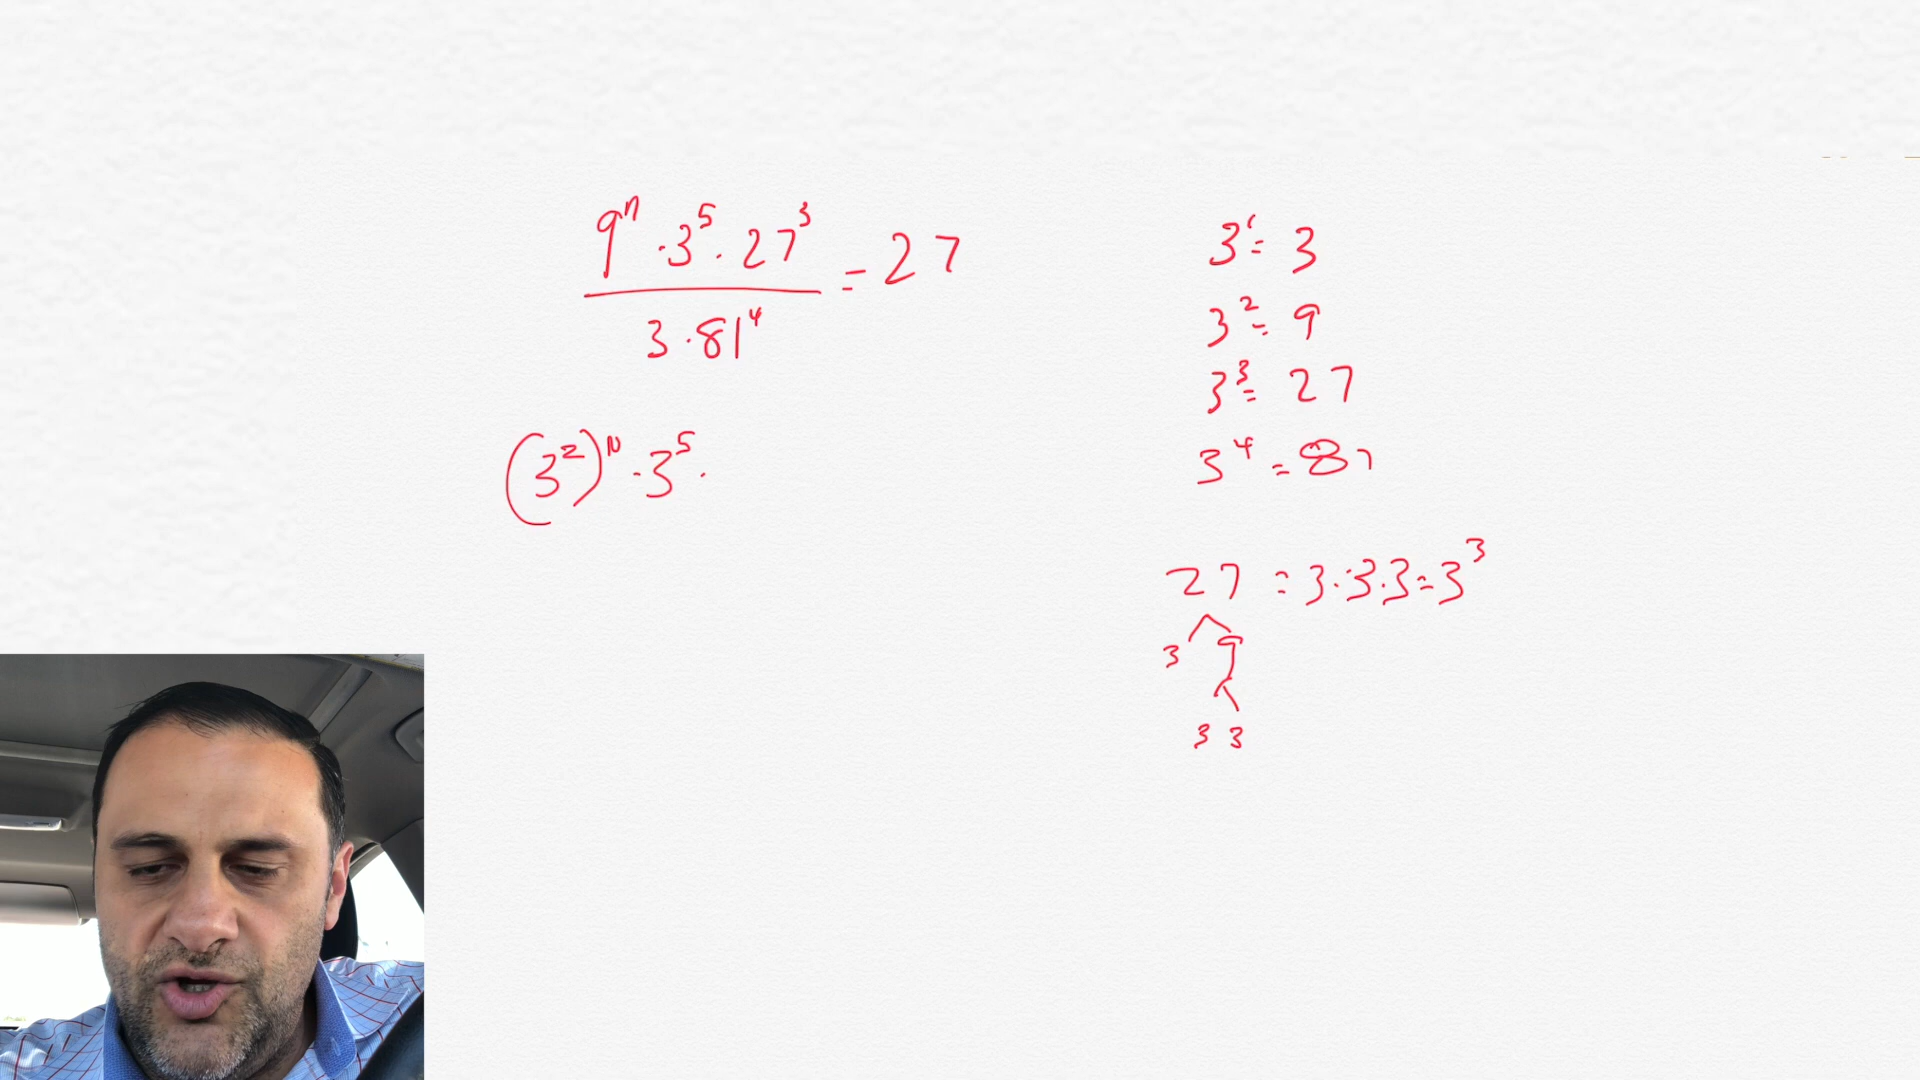 9ⁿ · 3⁵ · 27³ / 3 · 81⁴ = 27
(3²)ⁿ · 3⁵ ·
3¹ = 3
3² = 9
3³ = 27
3⁴ = 81
27 = 3 · 3 · 3 = 3³
3 9
3 3